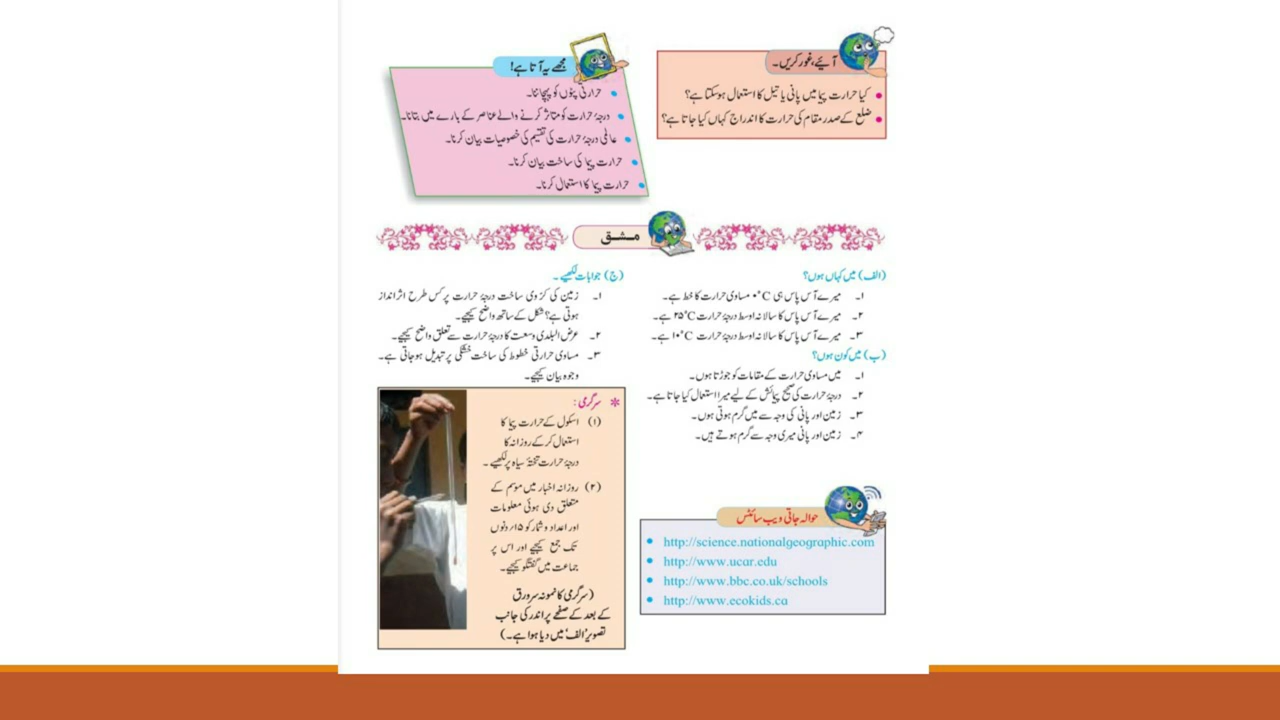 آئیے، غور کریں۔
• کیا حرارت پیما میں پانی یا تیل کا استعمال ہوسکتا ہے؟
• ضلع کے صدر مقام کی حرارت کا اندراج کہاں کیا جاتا ہے؟
مجھے یہ آتا ہے!
• حرارتی پٹوں کو پہچاننا۔
• درجۂ حرارت کو متاثر کرنے والے عناصر کے بارے میں بتانا۔
• عالمی درجۂ حرارت کی تقسیم کی خصوصیات بیان کرنا۔
• حرارت پیما کی ساخت بیان کرنا۔
• حرارت پیما کا استعمال کرنا۔
مشق
(الف) میں کہاں ہوں؟
۱۔ میرے آس پاس ہی ۰°C مساوی حرارت کا خط ہے۔
۲۔ میرے آس پاس کا سالانہ اوسط درجۂ حرارت ۲۵°C ہے۔
۳۔ میرے آس پاس کا سالانہ اوسط درجۂ حرارت ۱۰°C ہے۔
(ب) میں کون ہوں؟
۱۔ میں مساوی حرارت کے مقامات کو جوڑتا ہوں۔
۲۔ درجۂ حرارت کی صحیح پیمائش کے لیے میرا استعمال کیا جاتا ہے۔
۳۔ زمین اور پانی کی وجہ سے میں گرم ہوتی ہوں۔
۴۔ زمین اور پانی میری وجہ سے گرم ہوتے ہیں۔
حوالہ جاتی ویب سائٹس
• http://science.nationalgeographic.com
• http://www.ucar.edu
• http://www.bbc.co.uk/schools
• http://www.ecokids.ca
(ج) جوابات لکھیے۔
۱۔ زمین کی کرّوی ساخت درجۂ حرارت پر کس طرح اثر انداز
ہوتی ہے؟ شکل کے ساتھ واضح کیجیے۔
۲۔ عرض البلدی وسعت کا درجۂ حرارت سے تعلق واضح کیجیے۔
۳۔ مساوی حرارتی خطوط کی ساخت خشکی پر تبدیل ہوجاتی ہے۔
وجوہ بیان کیجیے۔
* سرگرمی:
(۱) اسکول کے حرارت پیما کا
استعمال کرکے روزانہ کا
درجۂ حرارت تختۂ سیاہ پر لکھیے۔
(۲) روزانہ اخبار میں موسم کے
متعلق دی ہوئی معلومات
اور اعداد و شمار کو ۱۵؍ دنوں
تک جمع کیجیے اور اس پر
جماعت میں گفتگو کیجیے۔
(سرگرمی کا نمونہ سرورق
کے بعد کے صفحے پر اندر کی جانب
تصویر 'الف' میں دیا ہوا ہے۔)